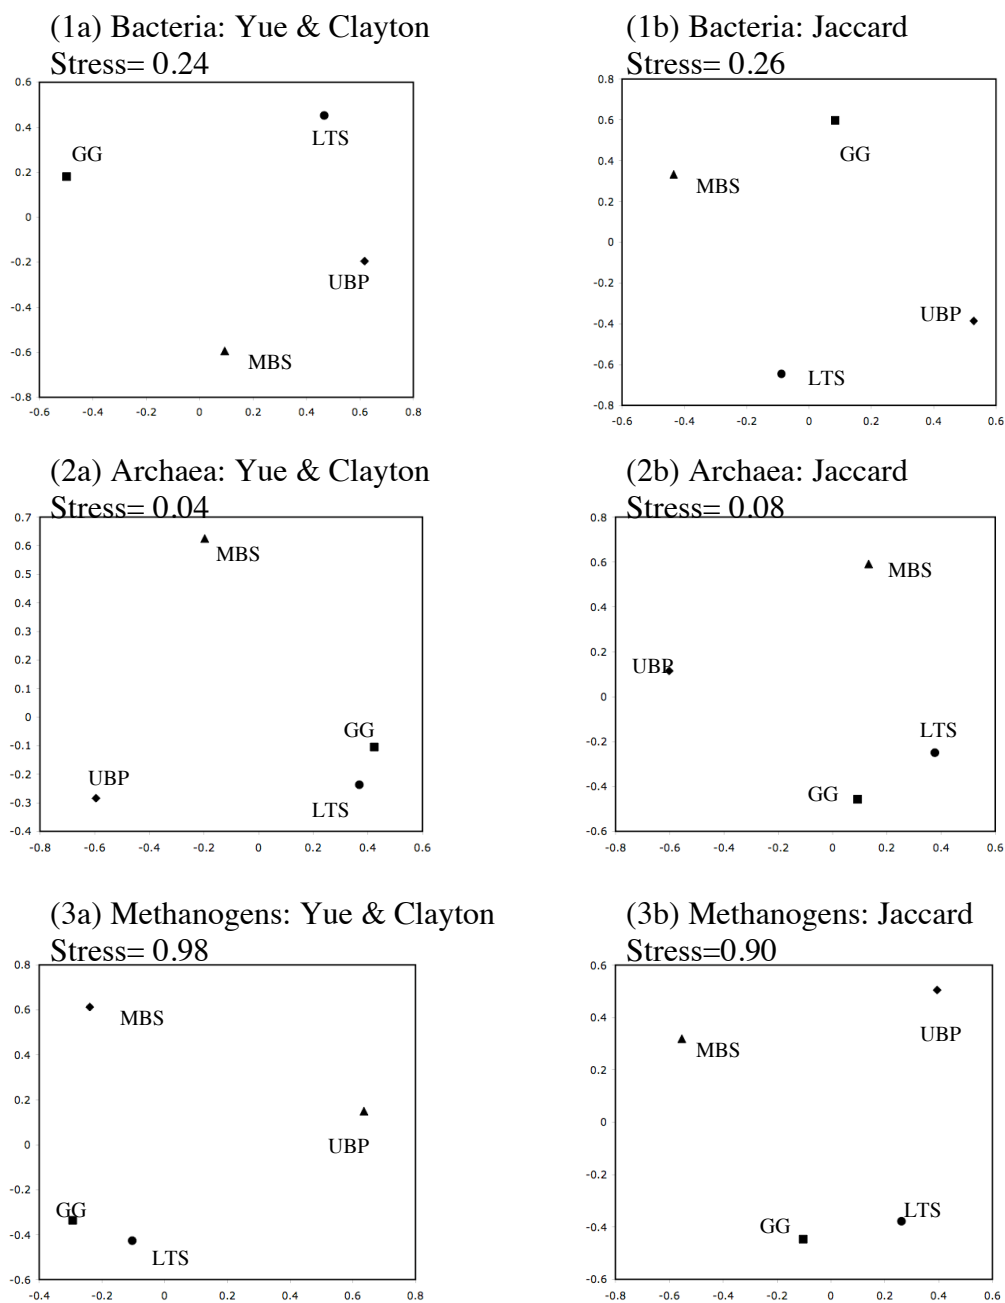 (1a) Bacteria: Yue & Clayton
Stress= 0.24
0.6
0.4
0.2
0
-0.2
-0.4
-0.6
-0.8
GG
LTS
UBP
MBS
-0.6 -0.4 -0.2 0 0.2 0.4 0.6 0.8
(1b) Bacteria: Jaccard
Stress= 0.26
0.8
0.6
0.4
0.2
0
-0.2
-0.4
-0.6
-0.8
GG
MBS
UBP
LTS
-0.6 -0.4 -0.2 0 0.2 0.4 0.6
(2a) Archaea: Yue & Clayton
Stress= 0.04
0.7
0.6
0.5
0.4
0.3
0.2
0.1
0
-0.1
-0.2
-0.3
-0.4
MBS
GG
UBP
LTS
-0.8 -0.6 -0.4 -0.2 0 0.2 0.4 0.6
(2b) Archaea: Jaccard
Stress= 0.08
0.8
0.6
0.4
0.2
0
-0.2
-0.4
-0.6
MBS
UBP
LTS
GG
-0.8 -0.6 -0.4 -0.2 0 0.2 0.4 0.6
(3a) Methanogens: Yue & Clayton
Stress= 0.98
0.8
0.6
0.4
0.2
0
-0.2
-0.4
-0.6
MBS
UBP
GG
LTS
-0.4 -0.2 0 0.2 0.4 0.6 0.8
(3b) Methanogens: Jaccard
Stress=0.90
0.6
0.4
0.2
0
-0.2
-0.4
-0.6
UBP
MBS
LTS
GG
-0.8 -0.6 -0.4 -0.2 0 0.2 0.4 0.6